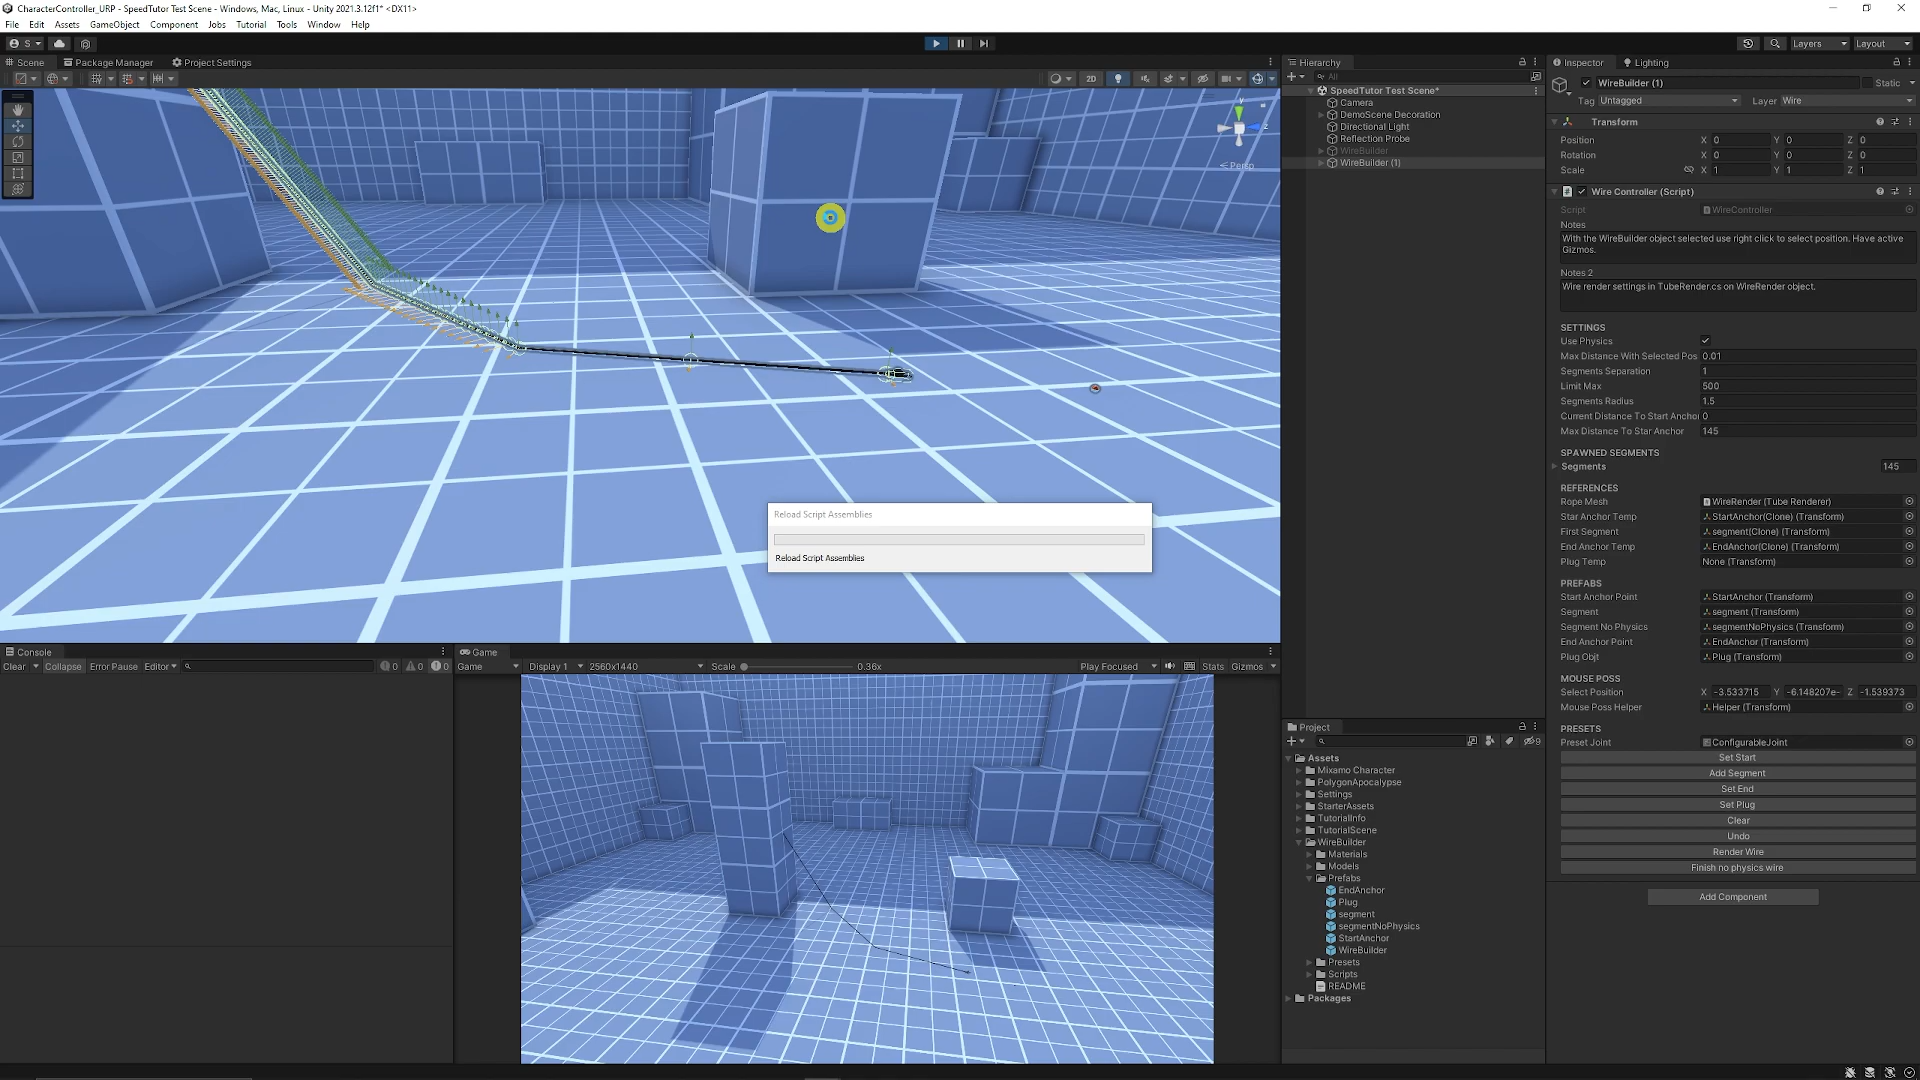 CharacterController_URP - SpeedTutor Test Scene - Windows, Mac, Linux - Unity 2021.3.12f1* <DX11>
File Edit Assets GameObject Component Jobs Tutorial Tools Window Help
S Layers Layout
Scene Package Manager Project Settings
2D
y
z
Persp
Reload Script Assemblies
Reload Script Assemblies
Console
Clear Collapse Error Pause Editor 0 0 0
Game
Game Display 1 2560x1440 Scale 0.36x Play Focused Stats Gizmos
Hierarchy
All
SpeedTutor Test Scene*
Camera
DemoScene Decoration
Directional Light
Reflection Probe
WireBuilder
WireBuilder (1)
Project
9
Assets
Mixamo Character
PolygonApocalypse
Settings
StarterAssets
TutorialInfo
TutorialScene
WireBuilder
Materials
Models
Prefabs
EndAnchor
Plug
segment
segmentNoPhysics
StartAnchor
WireBuilder
Presets
Scripts
README
Packages
Inspector Lighting
WireBuilder (1) Static
Tag Untagged Layer Wire
Transform
Position X 0 Y 0 Z 0
Rotation X 0 Y 0 Z 0
Scale X 1 Y 1 Z 1
Wire Controller (Script)
Script WireController
Notes
With the WireBuilder object selected use right click to select position. Have active
Gizmos.
Notes 2
Wire render settings in TubeRender.cs on WireRender object.
SETTINGS
Use Physics
Max Distance With Selected Pos 0.01
Segments Separation 1
Limit Max 500
Segments Radius 1.5
Current Distance To Start Anchor 0
Max Distance To Star Anchor 145
SPAWNED SEGMENTS
Segments 145
REFERENCES
Rope Mesh WireRender (Tube Renderer)
Star Anchor Temp StartAnchor(Clone) (Transform)
First Segment segment(Clone) (Transform)
End Anchor Temp EndAnchor(Clone) (Transform)
Plug Temp None (Transform)
PREFABS
Start Anchor Point StartAnchor (Transform)
Segment segment (Transform)
Segment No Physics segmentNoPhysics (Transform)
End Anchor Point EndAnchor (Transform)
Plug Objt Plug (Transform)
MOUSE POSS
Select Position X -3.533715 Y -6.148207e- Z -1.539373
Mouse Poss Helper Helper (Transform)
PRESETS
Preset Joint ConfigurableJoint
Set Start
Add Segment
Set End
Set Plug
Clear
Undo
Render Wire
Finish no physics wire
Add Component